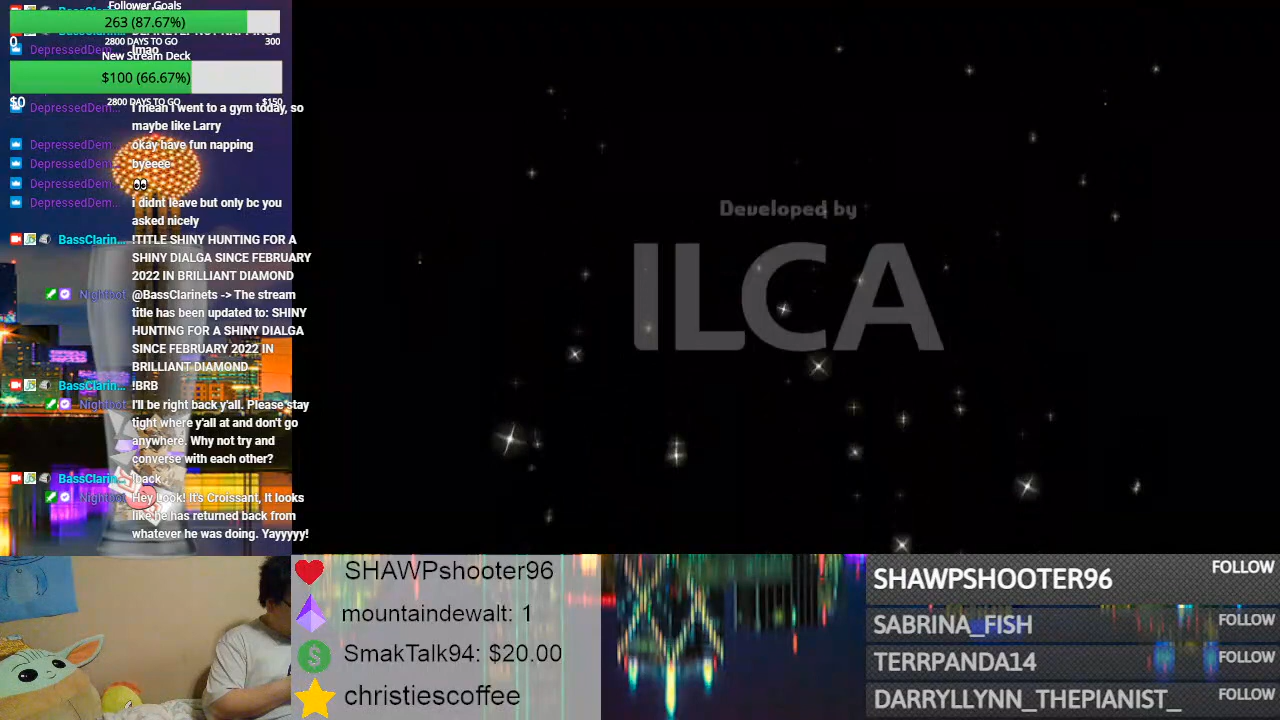 Follower Goals
263 (87.67%)
0
2800 DAYS TO GO
300
DepressedDem...
lmao
New Stream Deck
$100 (66.67%)
$0
2800 DAYS TO GO
$150
DepressedDem...
I mean i went to a gym today, so
maybe like Larry
DepressedDem...
okay have fun napping
DepressedDem...
byeeee
DepressedDem...
👀
DepressedDem...
i didnt leave but only bc you
asked nicely
BassClarin...
!TITLE SHINY HUNTING FOR A
SHINY DIALGA SINCE FEBRUARY
2022 IN BRILLIANT DIAMOND
Nightbot
@BassClarinets -> The stream
title has been updated to: SHINY
HUNTING FOR A SHINY DIALGA
SINCE FEBRUARY 2022 IN
BRILLIANT DIAMOND
BassClarin...
!BRB
Nightbot
I'll be right back y'all. Please stay
tight where y'all at and don't go
anywhere. Why not try and
converse with each other?
BassClarin...
!back
Nightbot
Hey Look! It's Croissant, It looks
like he has returned back from
whatever he was doing. Yayyyyy!
Developed by
ILCA
SHAWPshooter96
mountaindewalt: 1
SmakTalk94: $20.00
christiescoffee
SHAWPSHOOTER96 FOLLOW
SABRINA_FISH FOLLOW
TERRPANDA14 FOLLOW
DARRYLLYNN_THEPIANIST_ FOLLOW